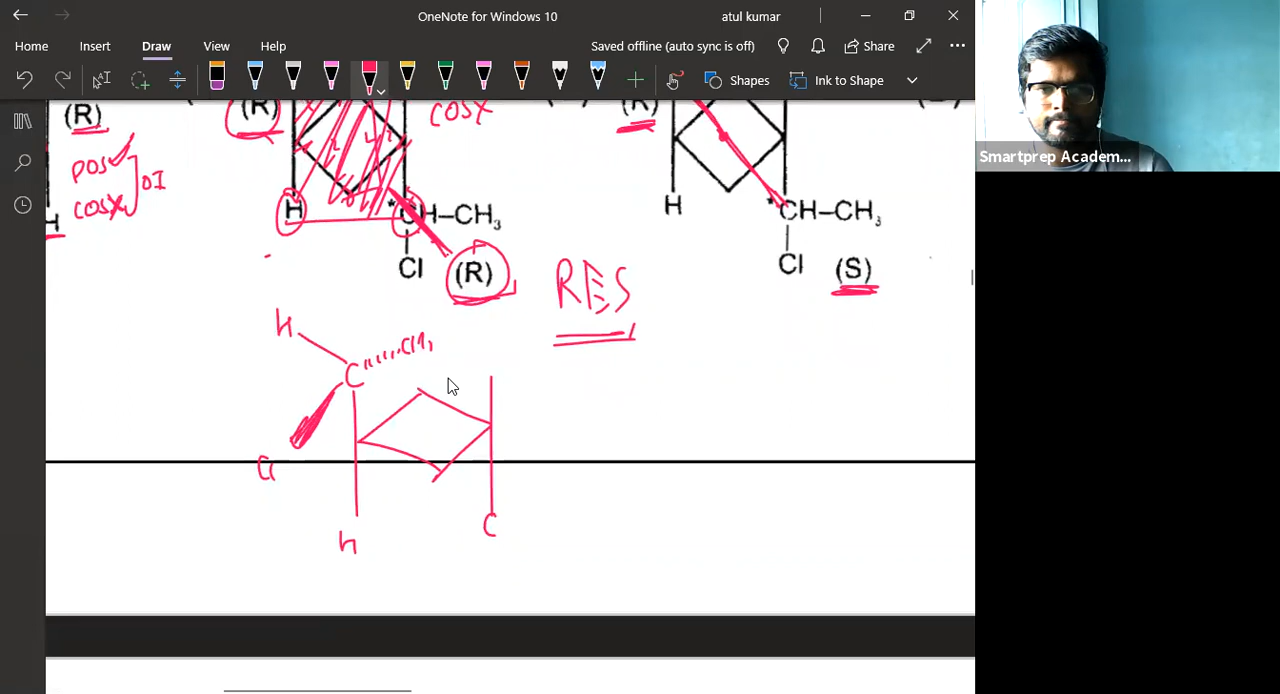 OneNote for Windows 10
atul kumar
Home Insert Draw View Help
Saved offline (auto sync is off)
Share
Shapes
Ink to Shape
(R)
(R)
cosx
(R)
pos
cosx
OI
H
H
*CH–CH3
Cl
(R)
RES
H
*CH–CH3
Cl
(S)
Smartprep Academ...
H
C
CH3
Cl
H
C